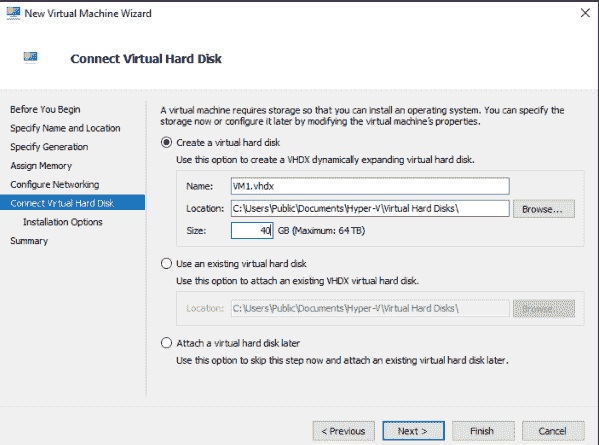 New Virtual Machine Wizard
Connect Virtual Hard Disk
Before You Begin
Specify Name and Location
Specify Generation
Assign Memory
Configure Networking
Connect Virtual Hard Disk
Installation Options
Summary
A virtual machine requires storage so that you can install an operating system. You can specify the
storage now or configure it later by modifying the virtual machine's properties.
Create a virtual hard disk
Use this option to create a VHDX dynamically expanding virtual hard disk.
Name: VM1.vhdx
Location: C:\Users\Public\Documents\Hyper-V\Virtual Hard Disks\ Browse...
Size: 40 GB (Maximum: 64 TB)
Use an existing virtual hard disk
Use this option to attach an existing VHDX virtual hard disk.
Location: C:\Users\Public\Documents\Hyper-V\Virtual Hard Disks\ Browse...
Attach a virtual hard disk later
Use this option to skip this step now and attach an existing virtual hard disk later.
< Previous Next > Finish Cancel